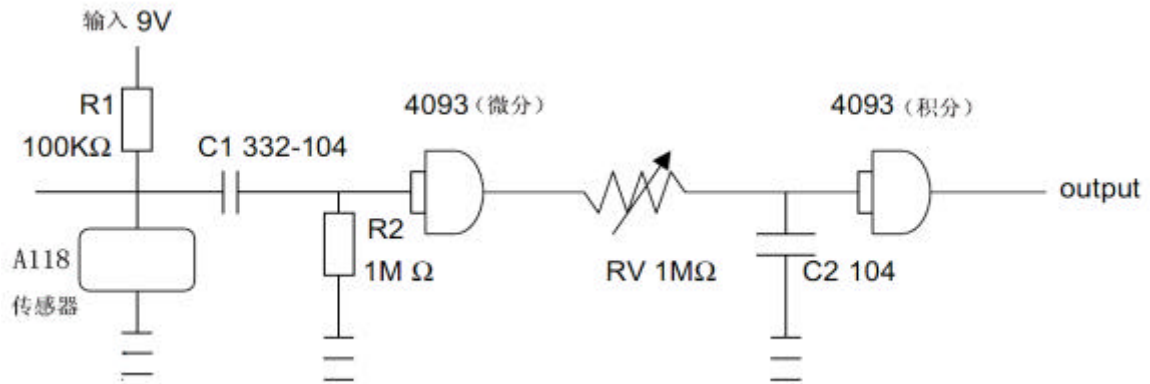 输入 9V
R1
100KΩ
C1 332-104
4093（微分）
4093（积分）
output
R2
1M Ω
RV 1MΩ
C2 104
A118
传感器